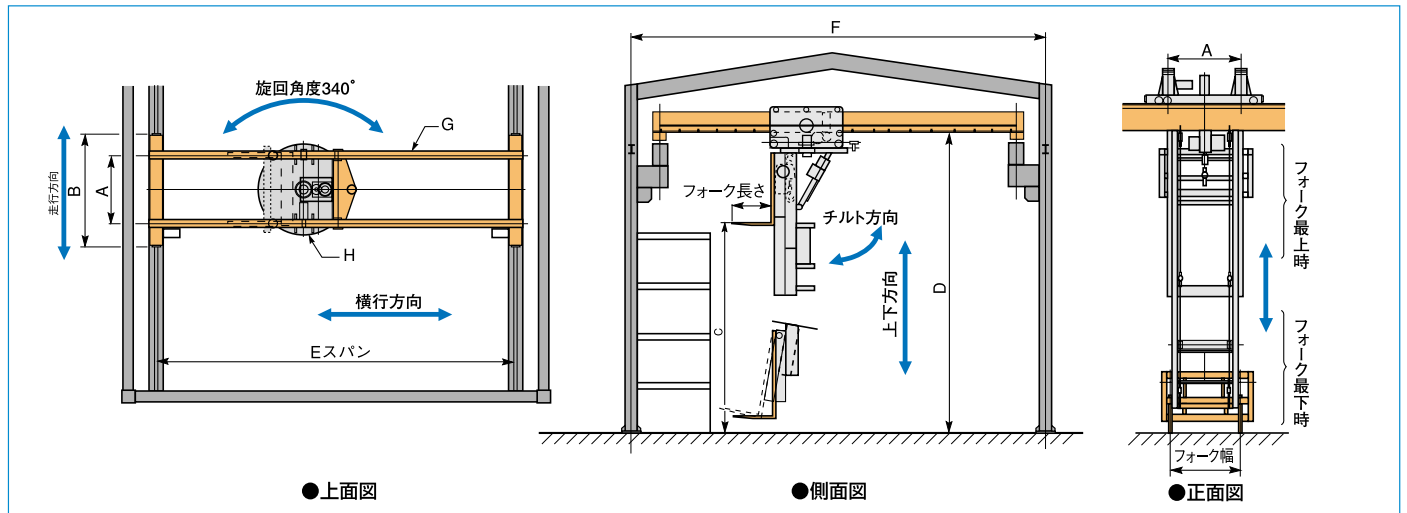 旋回角度340°
G
走行方向
B
A
H
横行方向
Eスパン
●上面図
F
フォーク長さ
チルト方向
上下方向
D
C
●側面図
A
フォーク最上時
フォーク最下時
フォーク幅
●正面図